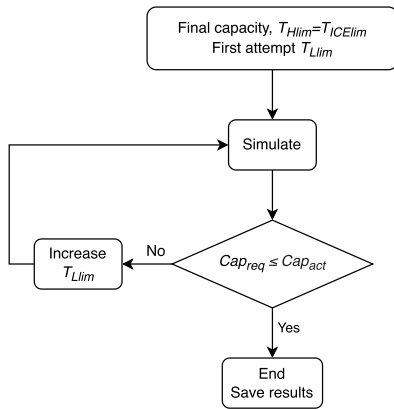 Final capacity, T_Hlim=T_ICElim
First attempt T_Llim
Simulate
Cap_req ≤ Cap_act
No
Increase
T_Llim
Yes
End
Save results